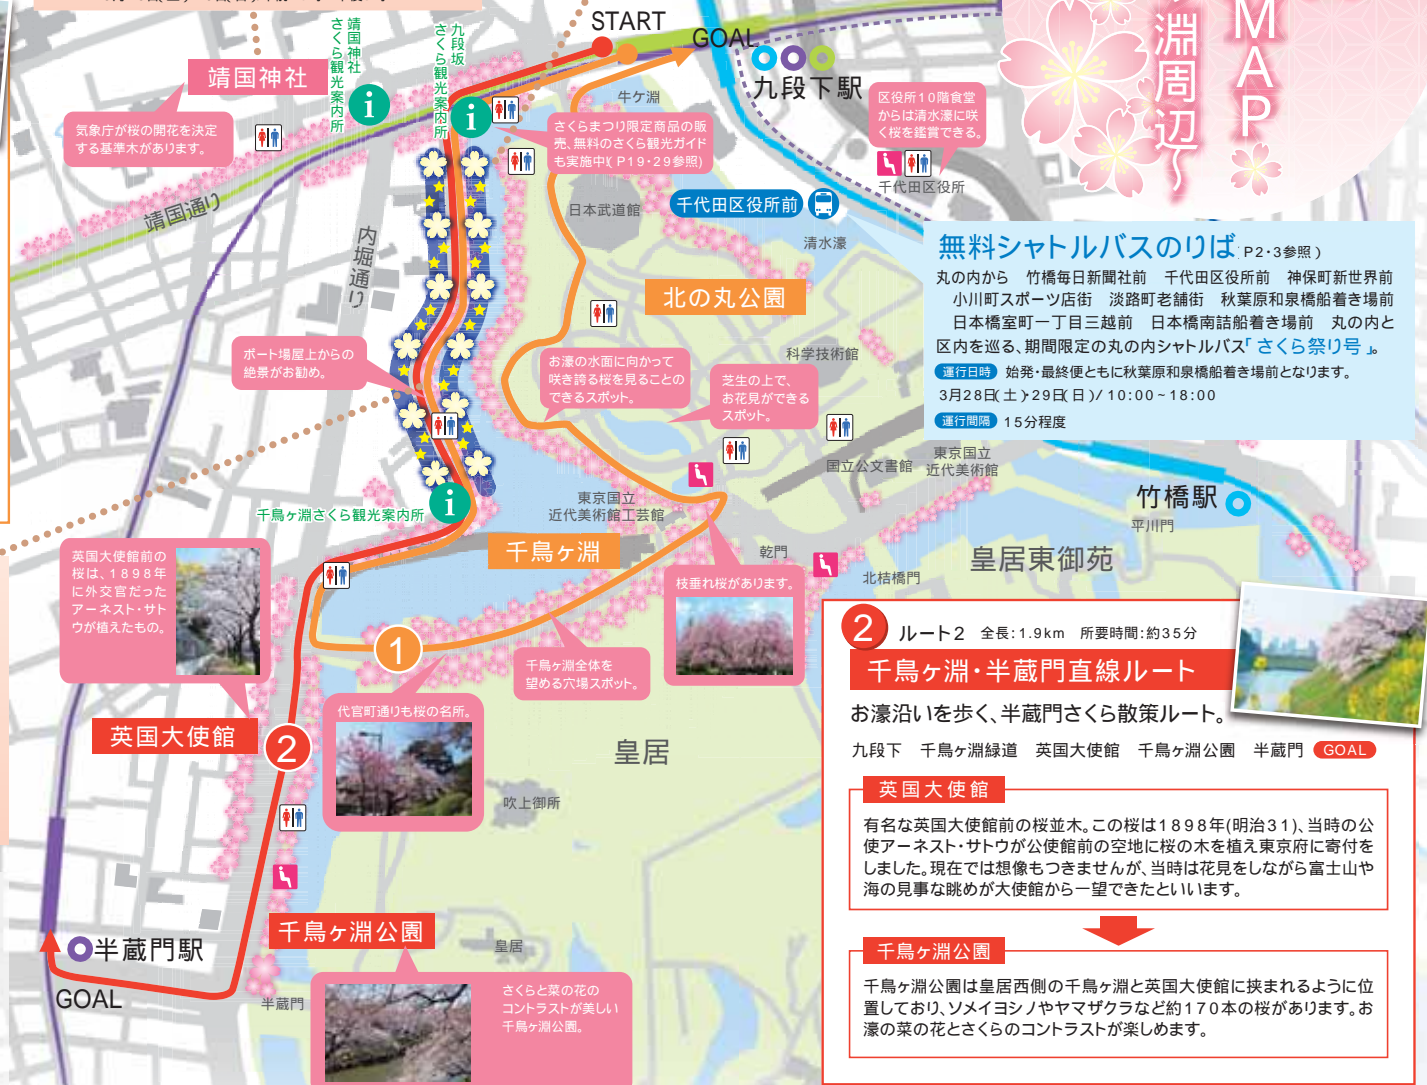 START
GOAL
九段下駅
MAP
淵周辺～
靖国神社
さくら観光案内所
九段坂
さくら観光案内所
靖国神社
気象庁が桜の開花を決定
する基準木があります。
牛ケ淵
さくらまつり限定商品の販
売、無料のさくら観光ガイド
も実施中!(P19・29参照)
区役所10階食堂
からは清水濠に咲
く桜を鑑賞できる。
千代田区役所
日本武道館
千代田区役所前
清水濠
靖国通り
内堀通り
無料シャトルバスのりば(P2・3参照)
丸の内から 竹橋毎日新聞社前 千代田区役所前 神保町新世界前
小川町スポーツ店街 淡路町老舗街 秋葉原和泉橋船着き場前
日本橋室町一丁目三越前 日本橋南詰船着き場前 丸の内と
区内を巡る、期間限定の丸の内シャトルバス「さくら祭り号」。
運行日時 始発・最終便ともに秋葉原和泉橋船着き場前となります。
3月28日(土)・29日(日)/10:00~18:00
運行間隔 15分程度
北の丸公園
ボート場屋上からの
絶景がお勧め。
お濠の水面に向かって
咲き誇る桜を見ることの
できるスポット。
科学技術館
芝生の上で、
お花見ができる
スポット。
国立公文書館
東京国立
近代美術館
竹橋駅
平川門
千鳥ヶ淵さくら観光案内所
東京国立
近代美術館工芸館
千鳥ヶ淵
乾門
北桔橋門
皇居東御苑
英国大使館前の
桜は、1898年
に外交官だった
アーネスト・サト
ウが植えたもの。
枝垂れ桜があります。
1
千鳥ヶ淵全体を
望める穴場スポット。
代官町通りも桜の名所。
英国大使館
2
皇居
吹上御所
2 ルート2 全長:1.9km 所要時間:約35分
千鳥ヶ淵・半蔵門直線ルート
お濠沿いを歩く、半蔵門さくら散策ルート。
九段下 千鳥ヶ淵緑道 英国大使館 千鳥ヶ淵公園 半蔵門 GOAL
英国大使館
有名な英国大使館前の桜並木。この桜は1898年(明治31)、当時の公
使アーネスト・サトウが公使館前の空地に桜の木を植え東京府に寄付を
しました。現在では想像もつきませんが、当時は花見をしながら富士山や
海の見事な眺めが大使館から一望できたといいます。
千鳥ヶ淵公園
千鳥ヶ淵公園は皇居西側の千鳥ヶ淵と英国大使館に挟まれるように位
置しており、ソメイヨシノやヤマザクラなど約170本の桜があります。お
濠の菜の花とさくらのコントラストが楽しめます。
半蔵門駅
GOAL
千鳥ヶ淵公園
皇居
半蔵門
さくらと菜の花の
コントラストが美しい
千鳥ヶ淵公園。